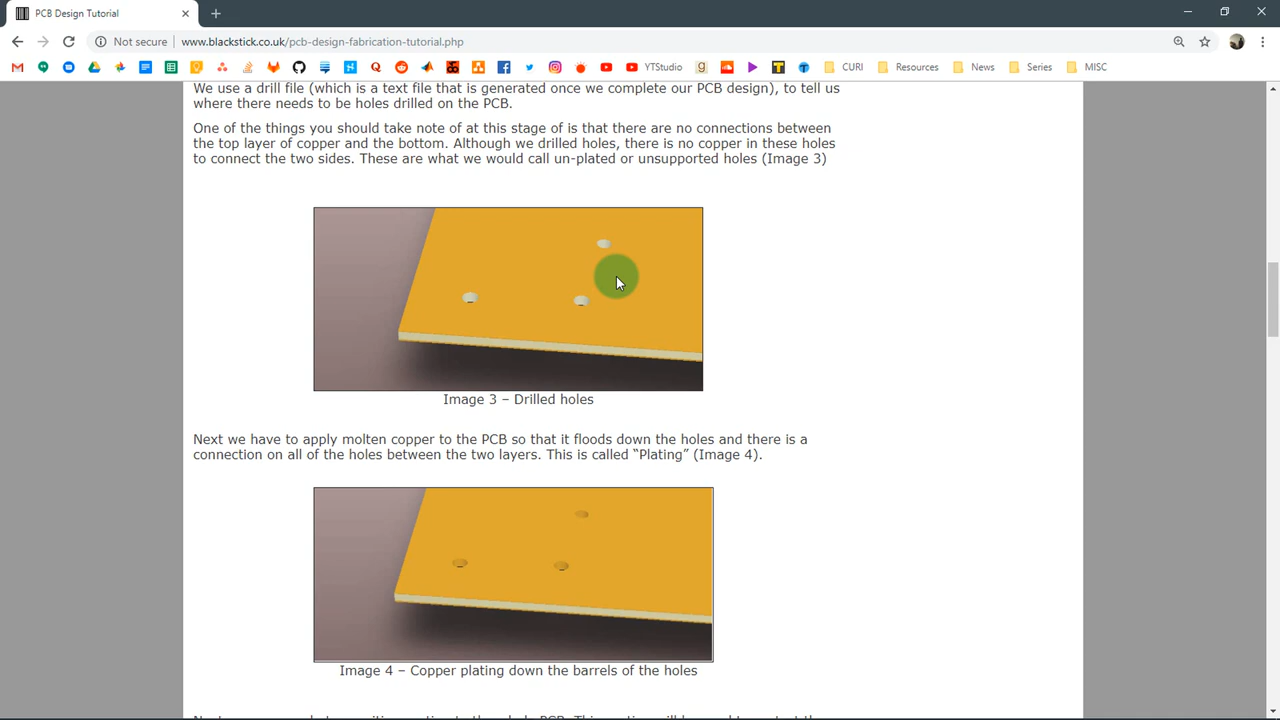 PCB Design Tutorial
Not secure
www.blackstick.co.uk/pcb-design-fabrication-tutorial.php
YTStudio
CURI
Resources
News
Series
MISC
We use a drill file (which is a text file that is generated once we complete our PCB design), to tell us
where there needs to be holes drilled on the PCB.
One of the things you should take note of at this stage of is that there are no connections between
the top layer of copper and the bottom. Although we drilled holes, there is no copper in these holes
to connect the two sides. These are what we would call un-plated or unsupported holes (Image 3)
Image 3 – Drilled holes
Next we have to apply molten copper to the PCB so that it floods down the holes and there is a
connection on all of the holes between the two layers. This is called “Plating” (Image 4).
Image 4 – Copper plating down the barrels of the holes